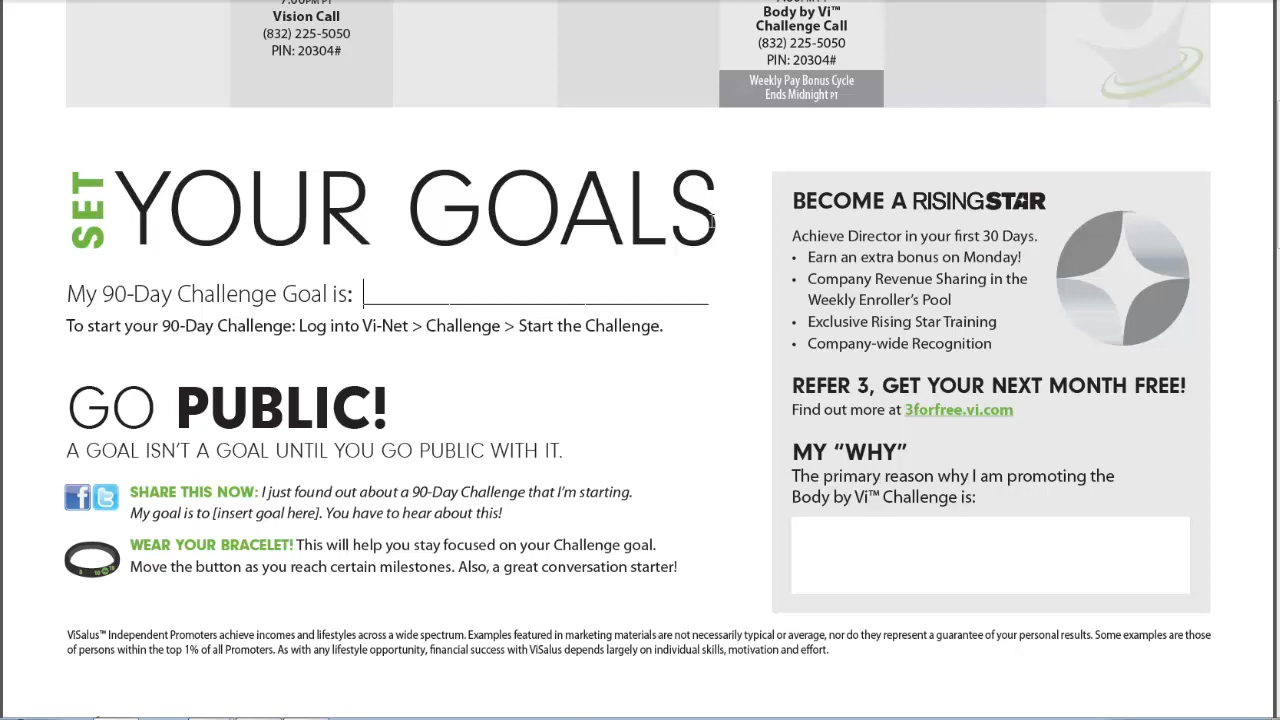 7:00PM PT
Vision Call
(832) 225-5050
PIN: 20304#
Body by Vi™
Challenge Call
(832) 225-5050
PIN: 20304#
Weekly Pay Bonus Cycle
Ends Midnight PT
SET YOUR GOALS
My 90-Day Challenge Goal is:
To start your 90-Day Challenge: Log into Vi-Net > Challenge > Start the Challenge.
GO PUBLIC!
A GOAL ISN'T A GOAL UNTIL YOU GO PUBLIC WITH IT.
SHARE THIS NOW: I just found out about a 90-Day Challenge that I'm starting.
My goal is to [insert goal here]. You have to hear about this!
WEAR YOUR BRACELET! This will help you stay focused on your Challenge goal.
Move the button as you reach certain milestones. Also, a great conversation starter!
BECOME A RISINGSTAR
Achieve Director in your first 30 Days.
• Earn an extra bonus on Monday!
• Company Revenue Sharing in the
Weekly Enroller's Pool
• Exclusive Rising Star Training
• Company-wide Recognition
REFER 3, GET YOUR NEXT MONTH FREE!
Find out more at 3forfree.vi.com
MY “WHY”
The primary reason why I am promoting the
Body by Vi™ Challenge is:
ViSalus™ Independent Promoters achieve incomes and lifestyles across a wide spectrum. Examples featured in marketing materials are not necessarily typical or average, nor do they represent a guarantee of your personal results. Some examples are those
of persons within the top 1% of all Promoters. As with any lifestyle opportunity, financial success with ViSalus depends largely on individual skills, motivation and effort.